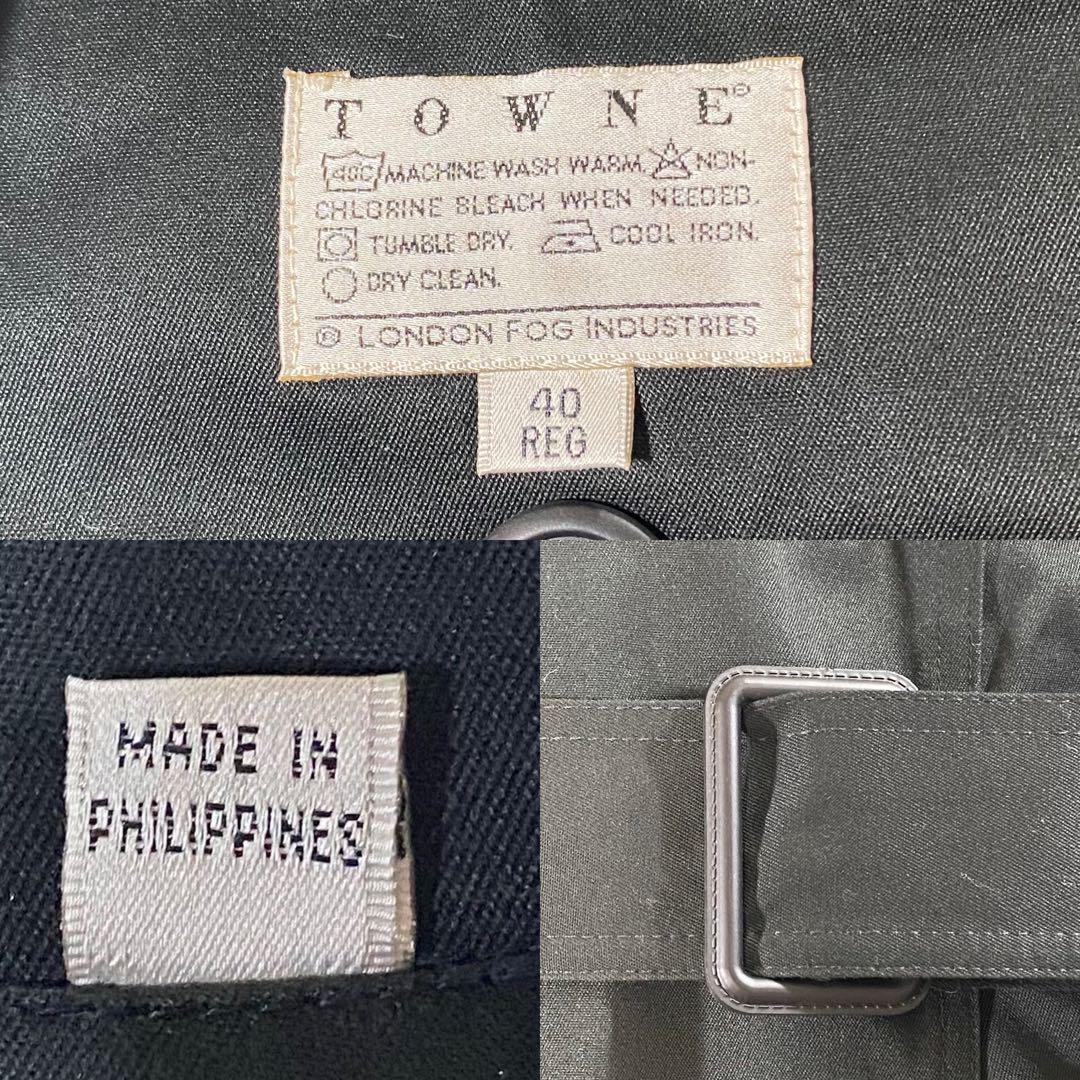 TOWNE®
40C MACHINE WASH WARM. NON-
CHLORINE BLEACH WHEN NEEDED.
TUMBLE DRY. COOL IRON.
DRY CLEAN.
® LONDON FOG INDUSTRIES
40
REG
MADE IN
PHILIPPINES